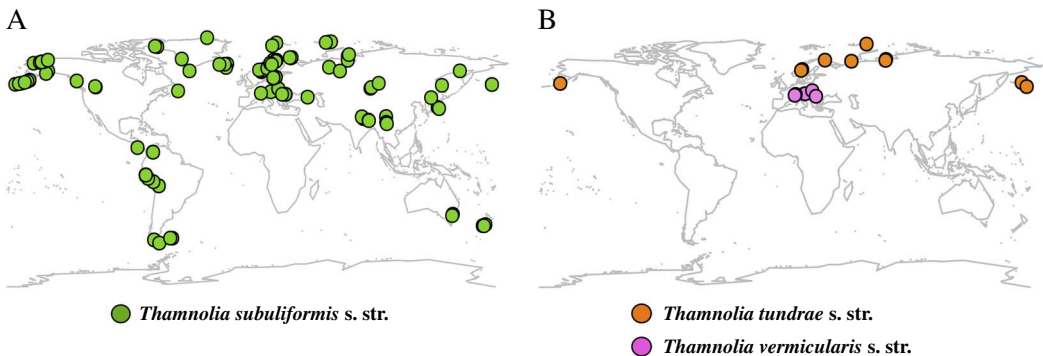 A
B
Thamnolia subuliformis s. str.
Thamnolia tundrae s. str.
Thamnolia vermicularis s. str.